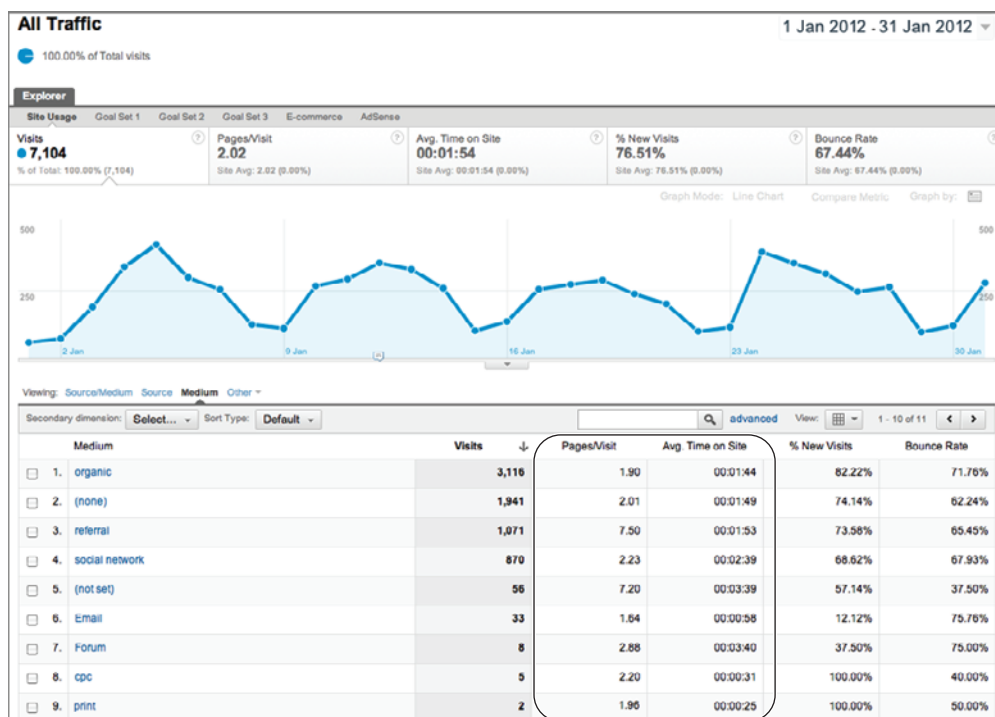 All Traffic
1 Jan 2012 - 31 Jan 2012
100.00% of Total visits
Explorer
Site Usage Goal Set 1 Goal Set 2 Goal Set 3 E-commerce AdSense
Visits Pages/Visit Avg. Time on Site % New Visits Bounce Rate
7,104 2.02 00:01:54 76.51% 67.44%
% of Total: 100.00% (7,104) Site Avg: 2.02 (0.00%) Site Avg: 00:01:54 (0.00%) Site Avg: 76.51% (0.00%) Site Avg: 67.44% (0.00%)
Graph Mode: Line Chart Compare Metric Graph by:
500 500
250 250
2 Jan 9 Jan 16 Jan 23 Jan 30 Jan
Viewing: Source/Medium Source Medium Other
Secondary dimension: Select... Sort Type: Default advanced View: 1 - 10 of 11
Medium Visits Pages/Visit Avg. Time on Site % New Visits Bounce Rate
1. organic 3,116 1.90 00:01:44 82.22% 71.76%
2. (none) 1,941 2.01 00:01:49 74.14% 62.24%
3. referral 1,071 7.50 00:01:53 73.58% 65.45%
4. social network 870 2.23 00:02:39 68.62% 67.93%
5. (not set) 56 7.20 00:03:39 57.14% 37.50%
6. Email 33 1.64 00:00:58 12.12% 75.76%
7. Forum 8 2.88 00:03:40 37.50% 75.00%
8. cpc 5 2.20 00:00:31 100.00% 40.00%
9. print 2 1.96 00:00:25 100.00% 50.00%